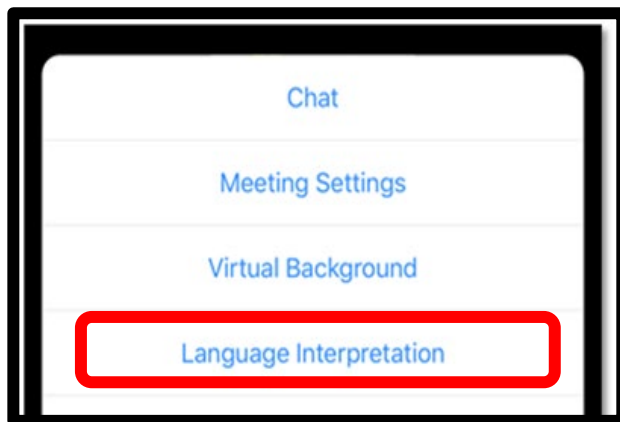 Chat
Meeting Settings
Virtual Background
Language Interpretation